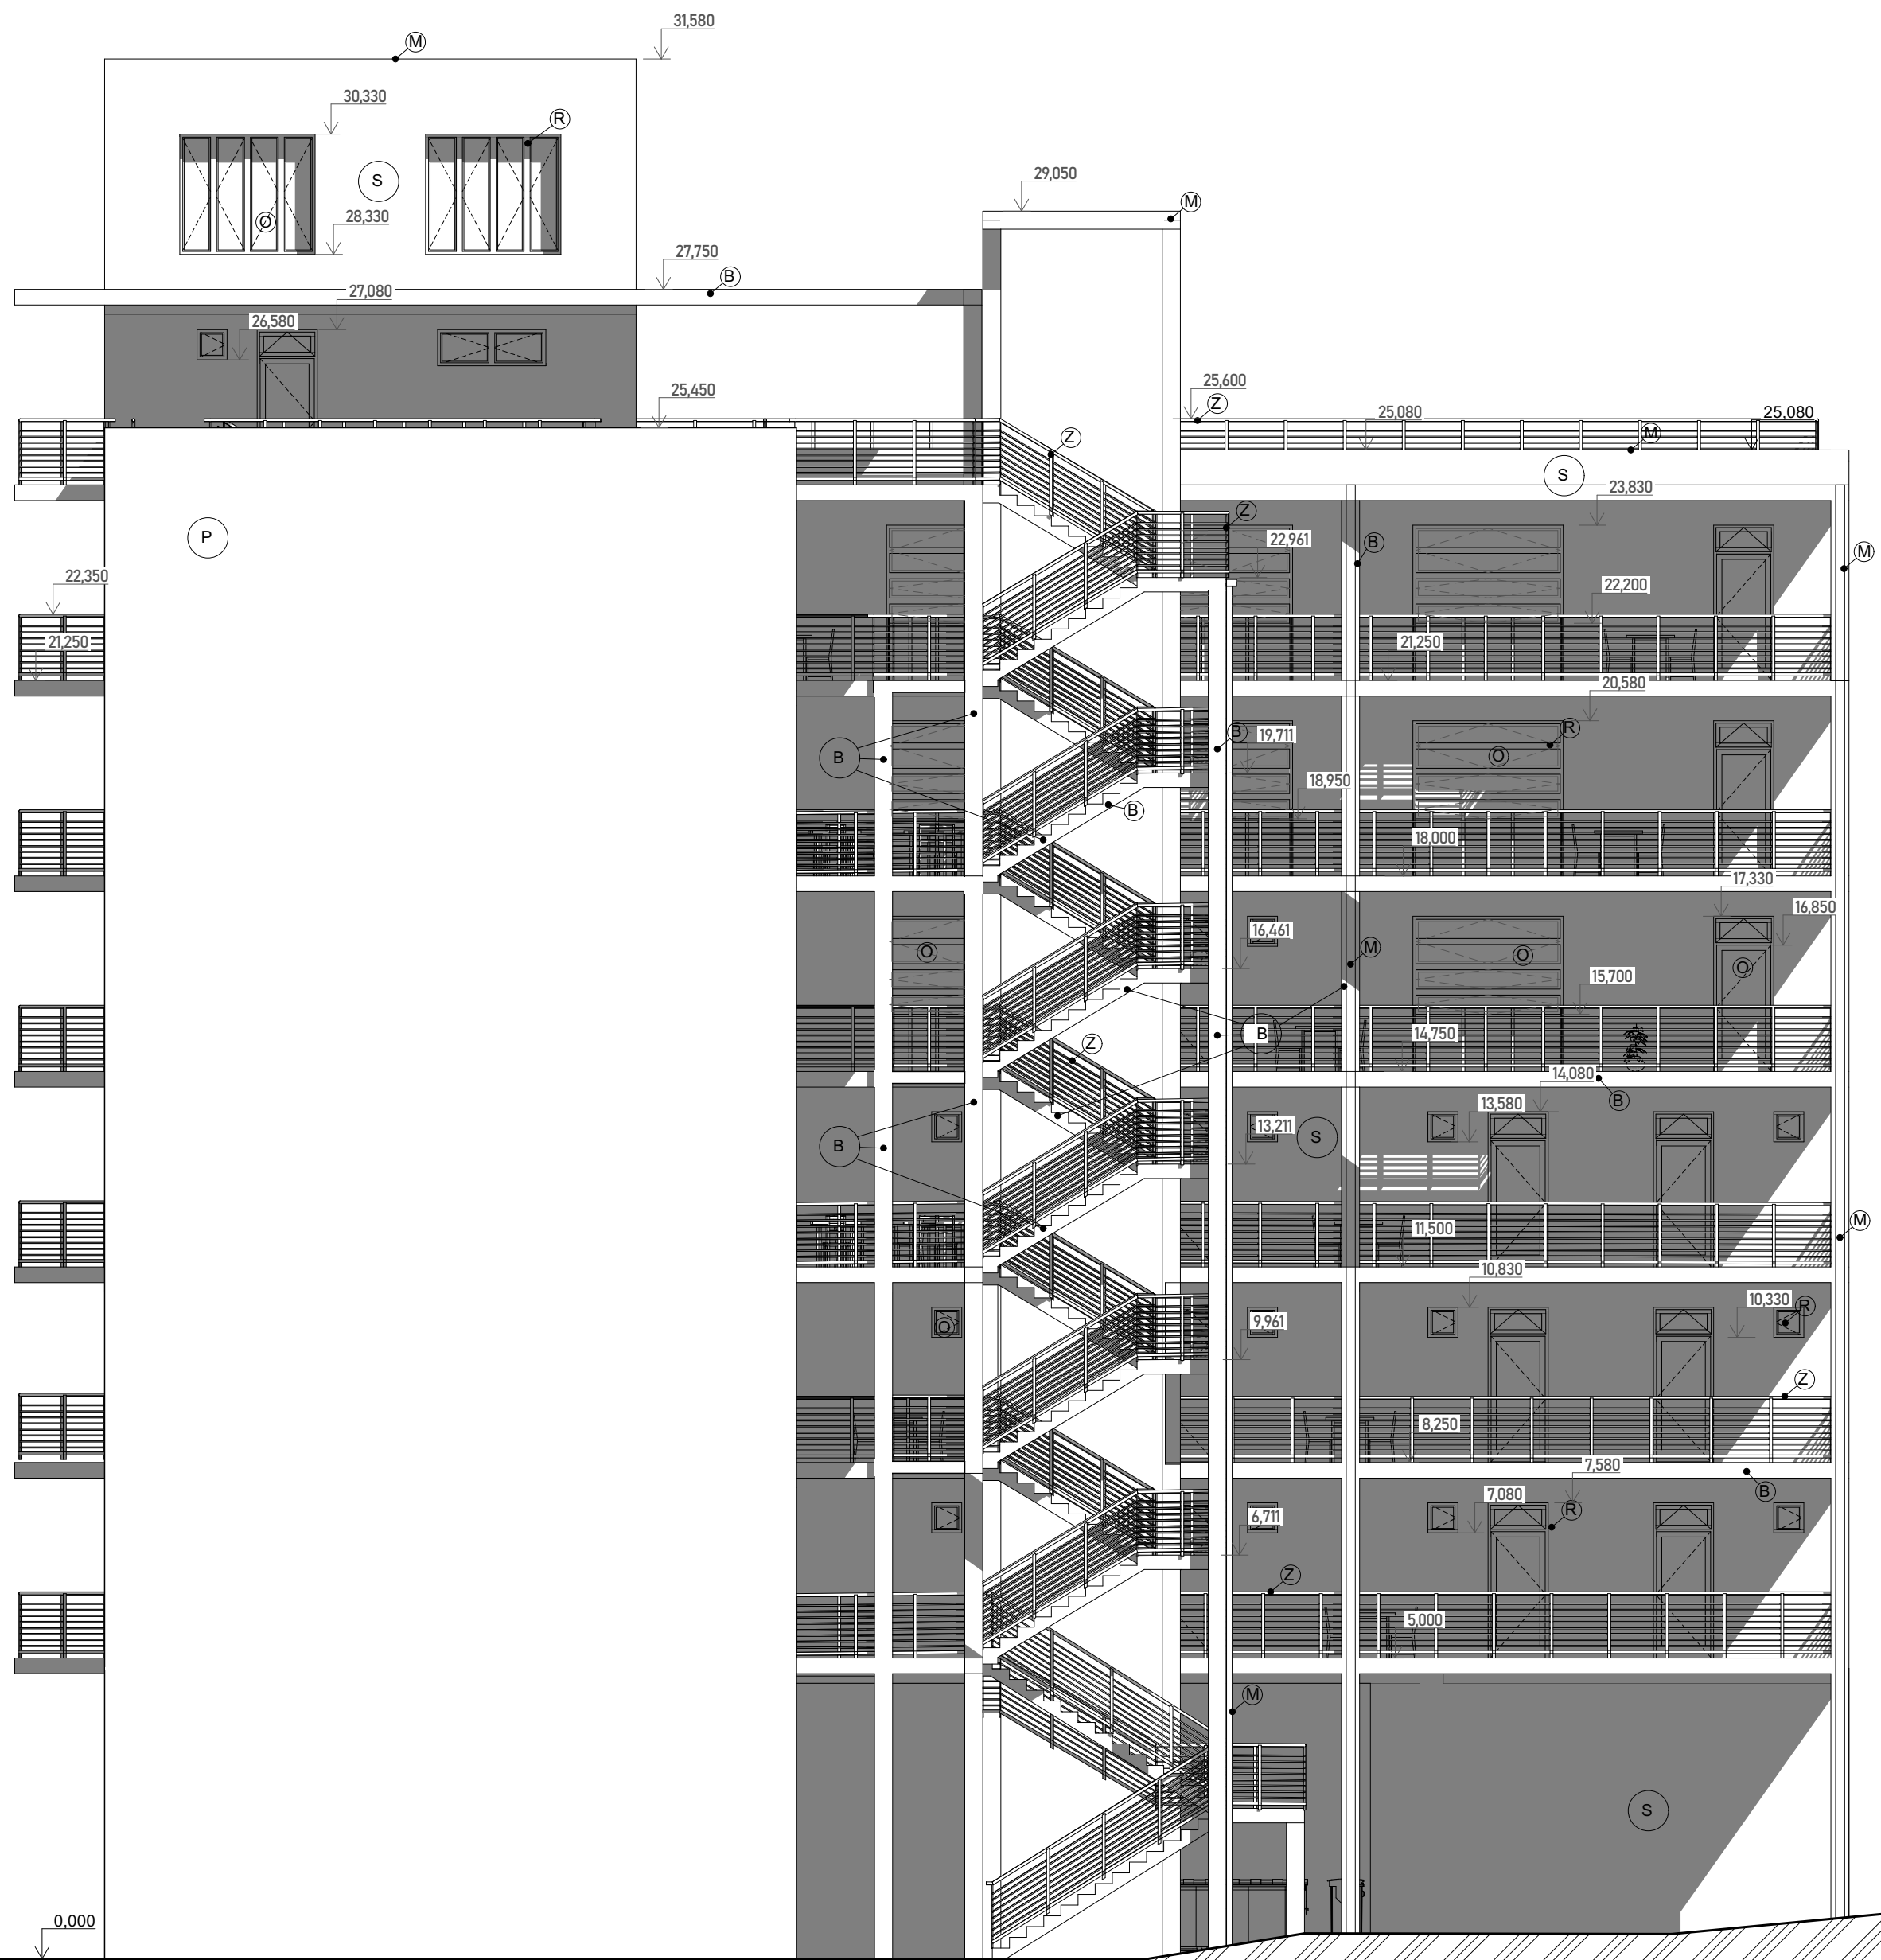 31,580
M
30,330
R
S
29,050
M
O
28,330
27,750
B
27,080
26,580
25,450
25,600
Z
25,080
25,080
M
Z
S
23,830
Z
P
22,961
B
M
22,350
22,200
21,250
21,250
20,580
R
B
19,711
B
O
18,950
B
18,000
17,330
16,850
16,461
M
O
O
O
15,700
14,750
B
Z
14,080
B
13,580
13,211
S
B
11,500
M
10,830
10,330
R
O
9,961
Z
8,250
7,580
B
7,080
R
6,711
Z
5,000
M
S
0,000